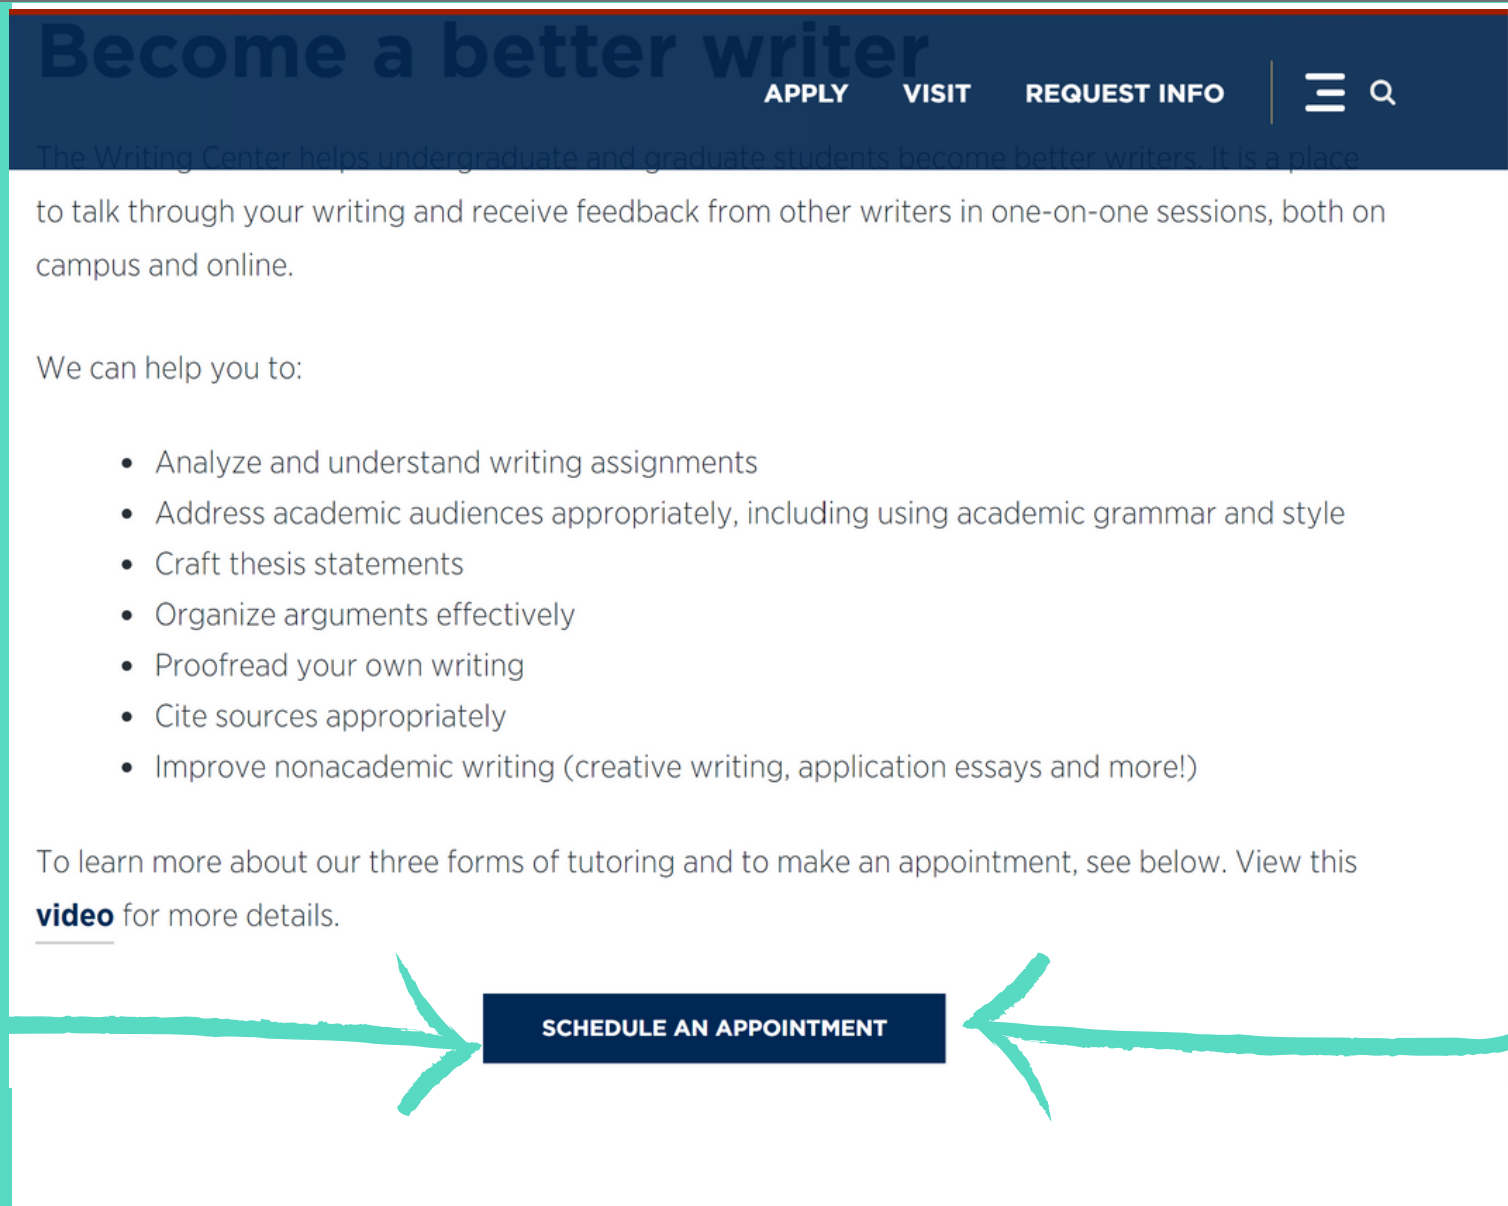 Become a better writer
APPLY VISIT REQUEST INFO
The Writing Center helps undergraduate and graduate students become better writers. It is a place
to talk through your writing and receive feedback from other writers in one-on-one sessions, both on
campus and online.
We can help you to:
• Analyze and understand writing assignments
• Address academic audiences appropriately, including using academic grammar and style
• Craft thesis statements
• Organize arguments effectively
• Proofread your own writing
• Cite sources appropriately
• Improve nonacademic writing (creative writing, application essays and more!)
To learn more about our three forms of tutoring and to make an appointment, see below. View this
video for more details.
SCHEDULE AN APPOINTMENT